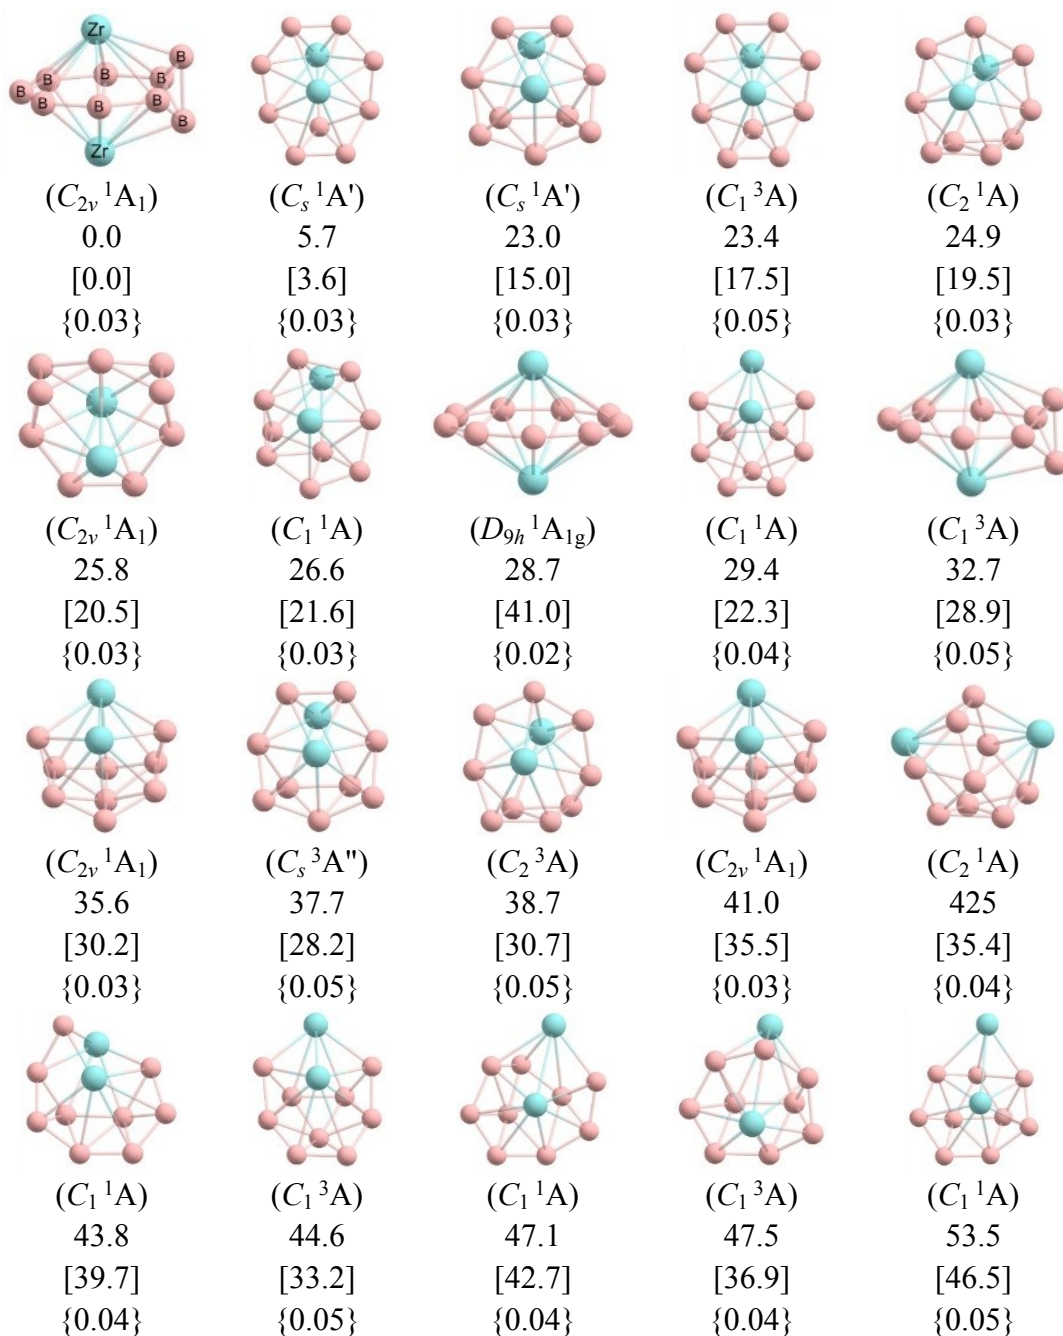 Zr
B B B B B B B B B
Zr
(C2v 1A1) (Cs 1A') (Cs 1A') (C1 3A) (C2 1A)
0.0 5.7 23.0 23.4 24.9
[0.0] [3.6] [15.0] [17.5] [19.5]
{0.03} {0.03} {0.03} {0.05} {0.03}
(C2v 1A1) (C1 1A) (D9h 1A1g) (C1 1A) (C1 3A)
25.8 26.6 28.7 29.4 32.7
[20.5] [21.6] [41.0] [22.3] [28.9]
{0.03} {0.03} {0.02} {0.04} {0.05}
(C2v 1A1) (Cs 3A") (C2 3A) (C2v 1A1) (C2 1A)
35.6 37.7 38.7 41.0 425
[30.2] [28.2] [30.7] [35.5] [35.4]
{0.03} {0.05} {0.05} {0.03} {0.04}
(C1 1A) (C1 3A) (C1 1A) (C1 3A) (C1 1A)
43.8 44.6 47.1 47.5 53.5
[39.7] [33.2] [42.7] [36.9] [46.5]
{0.04} {0.05} {0.04} {0.04} {0.05}